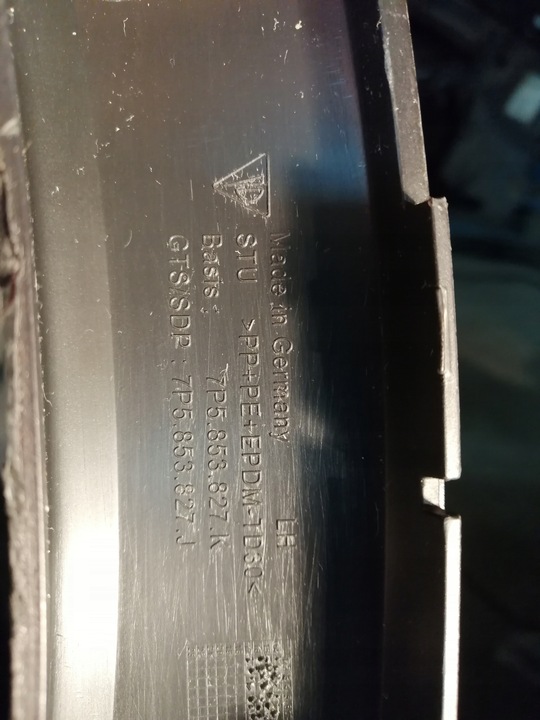 Made in Germany LH
STU >PP+PE+EPDM-TD30<
Basis: 7P5.853.827.K
GTS/SDP: 7P5.853.827.J